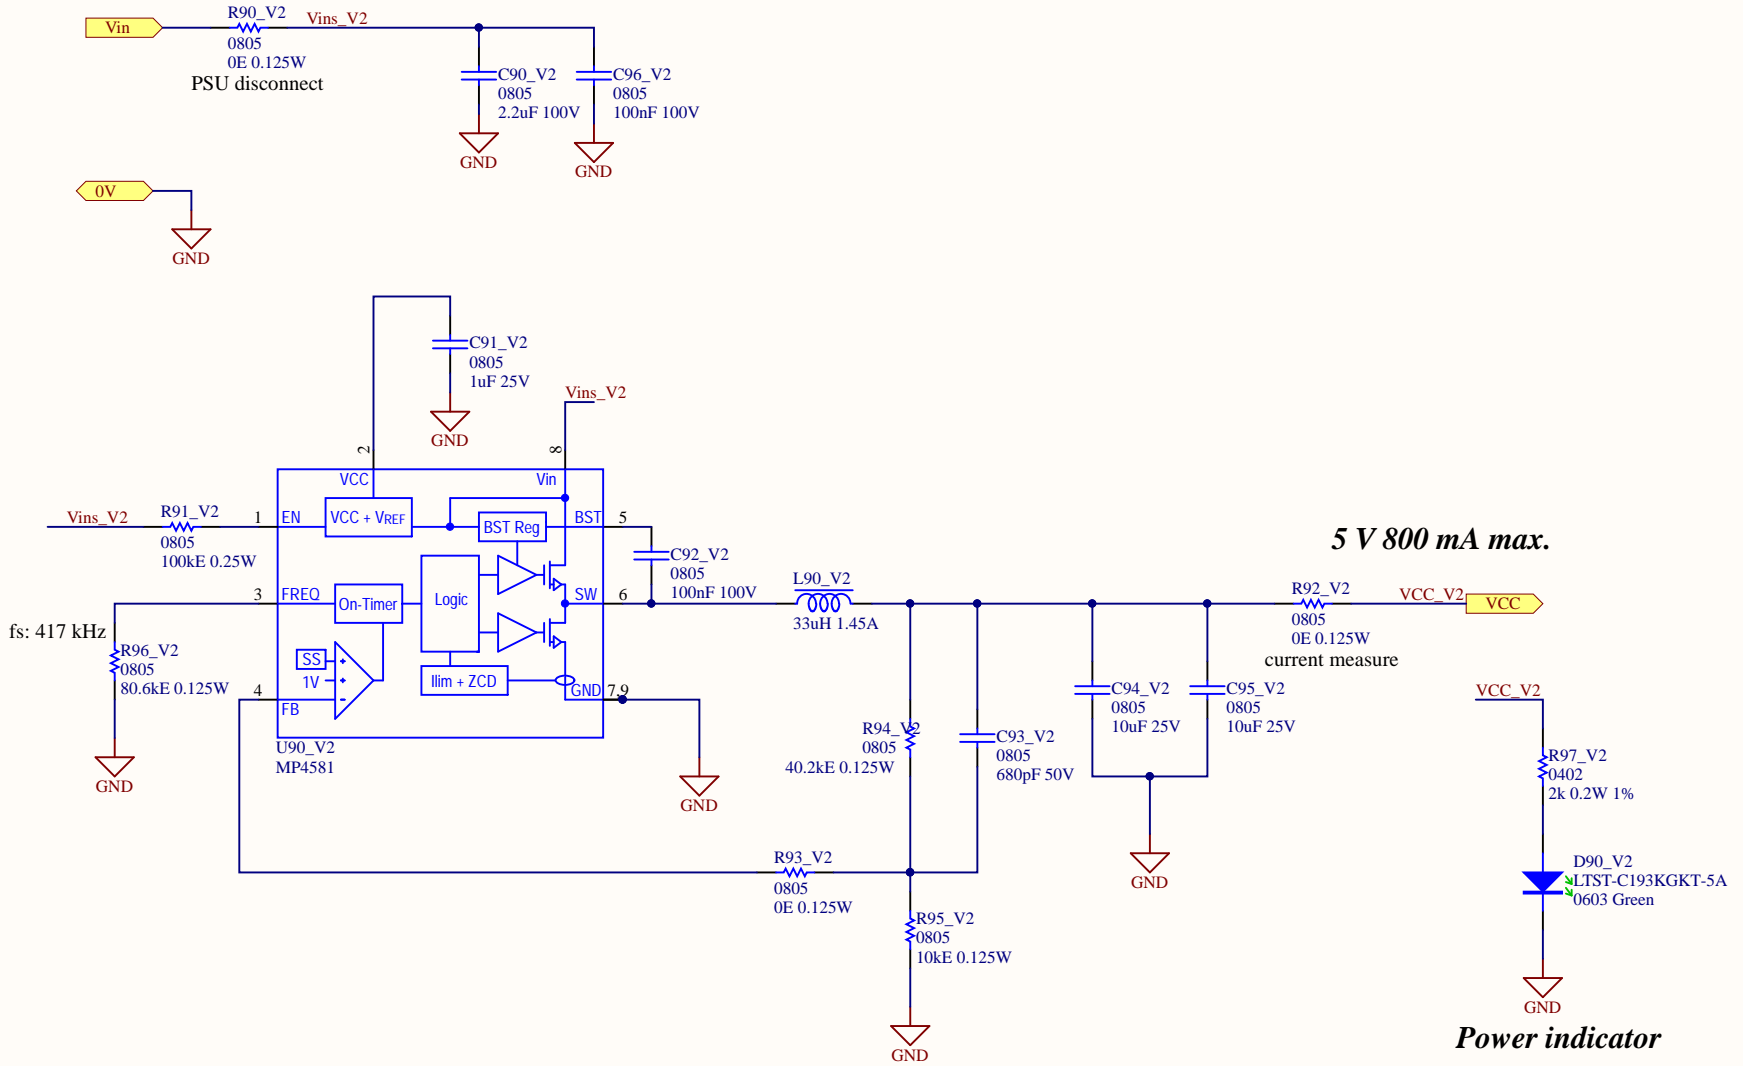 Vin
R90_V2
0805
0E 0.125W
PSU disconnect
Vins_V2
C90_V2
0805
2.2uF 100V
GND
C96_V2
0805
100nF 100V
GND
0V
GND
C91_V2
0805
1uF 25V
GND
Vins_V2
2
8
VCC
Vin
Vins_V2
R91_V2
0805
100kE 0.25W
1
EN
VCC + VREF
BST Reg
BST
5
C92_V2
0805
100nF 100V
3
FREQ
On-Timer
Logic
SW
6
fs: 417 kHz
R96_V2
0805
80.6kE 0.125W
GND
SS
1V
Ilim + ZCD
4
FB
GND
7,9
U90_V2
MP4581
GND
L90_V2
33uH 1.45A
5 V 800 mA max.
R92_V2
0805
0E 0.125W
current measure
VCC_V2
VCC
R94_V2
0805
40.2kE 0.125W
C93_V2
0805
680pF 50V
C94_V2
0805
10uF 25V
C95_V2
0805
10uF 25V
GND
R93_V2
0805
0E 0.125W
R95_V2
0805
10kE 0.125W
GND
VCC_V2
R97_V2
0402
2k 0.2W 1%
D90_V2
LTST-C193KGKT-5A
0603 Green
GND
Power indicator